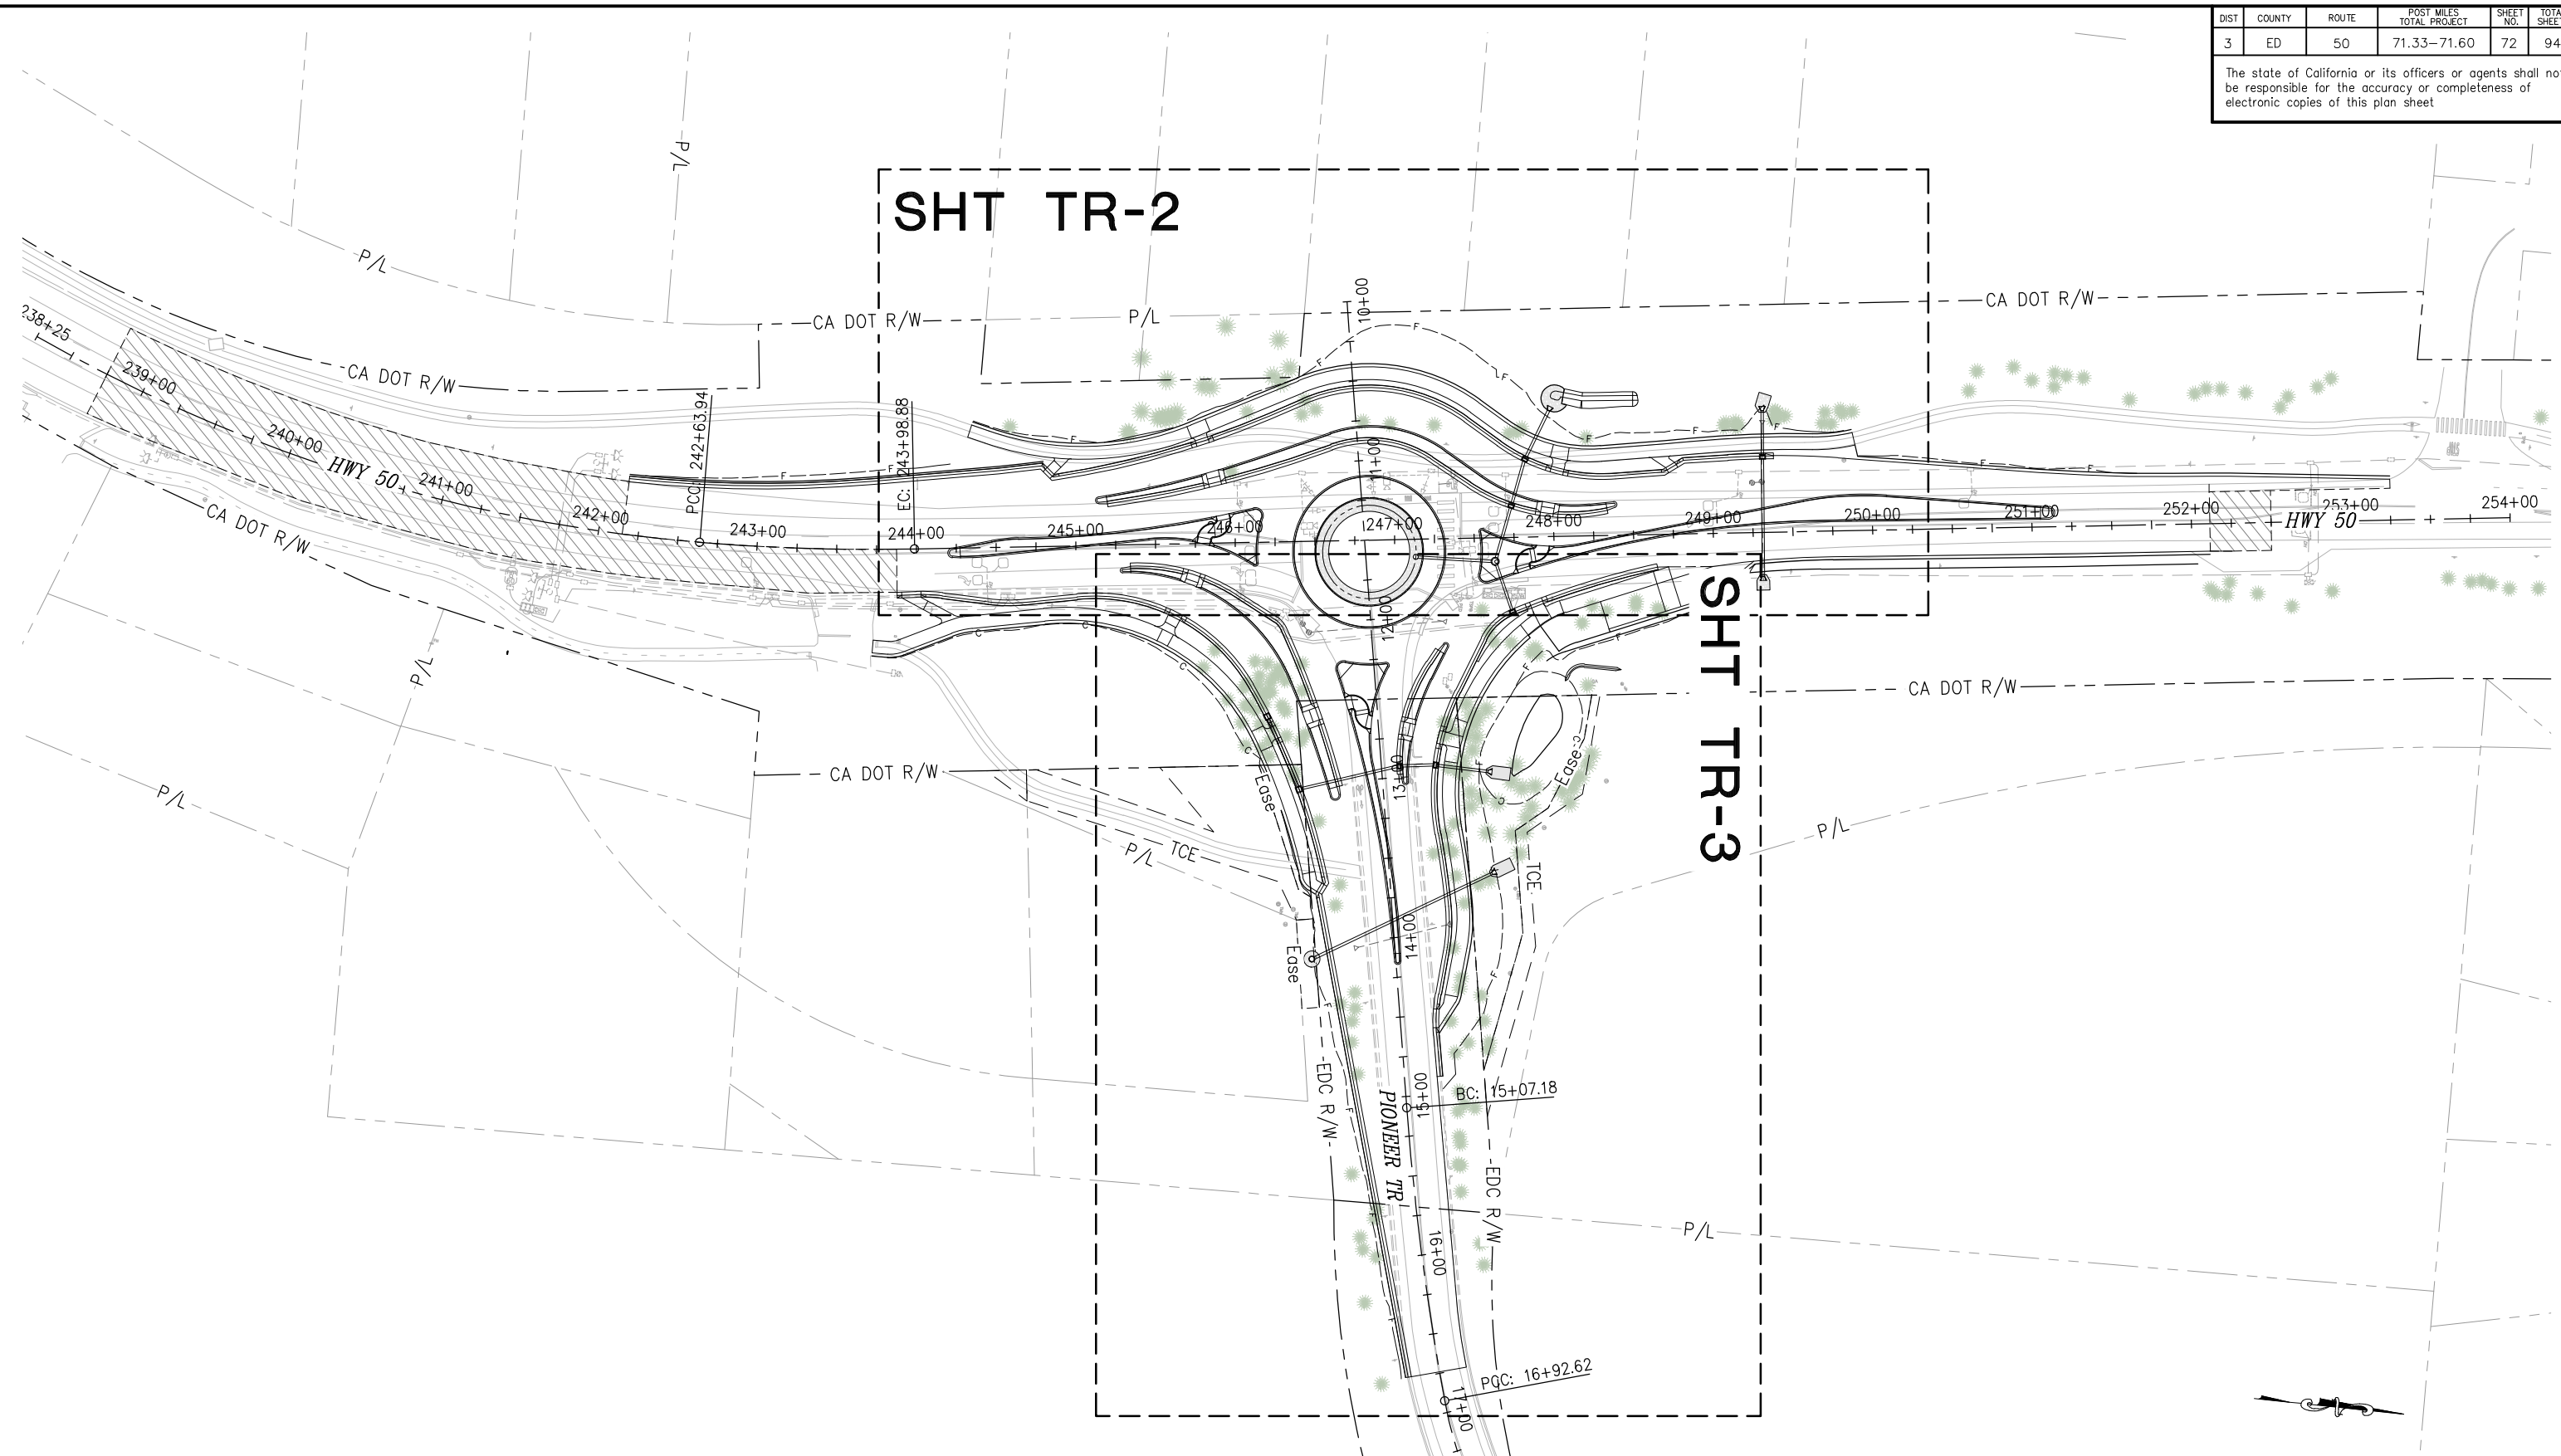 DIST COUNTY ROUTE POST MILES TOTAL PROJECT SHEET NO.
3 ED 50 71.33-71.60 72 94
The state of California or its officers or agents shall
be responsible for the accuracy or completeness of
electronic copies of this plan sheet
P/L
SHT TR-2
P/L
10+00
CA DOT R/W
238+25
CA DOT R/W
P/L
F
F
F
F
CA DOT R/W
239+00
PCC: 242+63.94
EC: 243+98.88
240+00
HWY 50
241+00
F
F
F
11+00
F
F
F
F
F
CA DOT R/W
242+00
243+00
244+00
245+00
246+00
247+00
248+00
249+00
250+00
251+00
252+00
253+00
254+00
HWY 50
12+00
SHT TR-3
C
C
C
F
F
P/L
CA DOT R/W
CA DOT R/W
C
Ease
13+00
F
Ease
C
C
P/L
P/L
TCE
P/L
TCE
14+00
Ease
F
F
F
EDC R/W
F
PIONEER TR
15+00
BC: 15+07.18
EDC R/W
P/L
F
F
16+00
F
PCC: 16+92.62
17+00